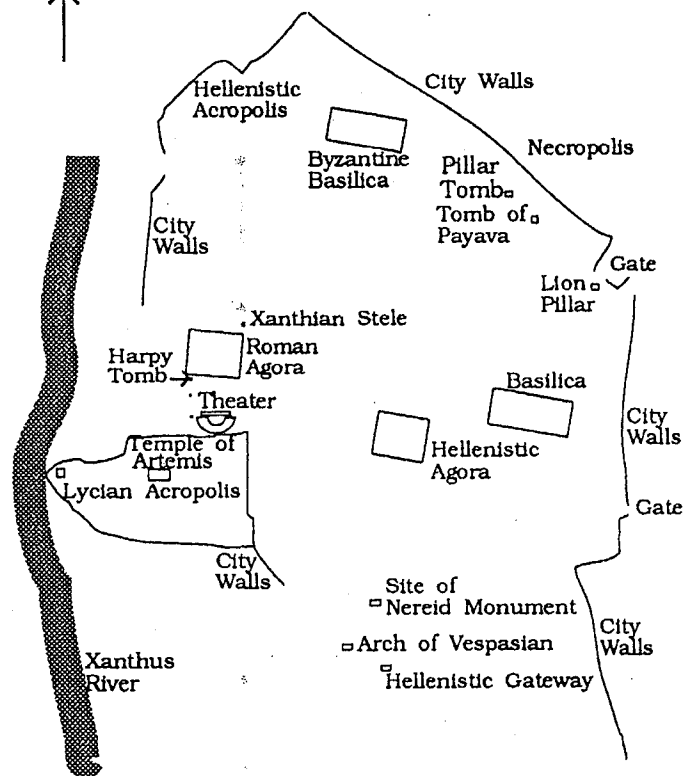 City Walls
Hellenistic
Acropolis
Byzantine
Basilica
Necropolis
Pillar
Tomb
Tomb of
Payava
City
Walls
Gate
Lion
Pillar
Xanthian Stele
Roman
Agora
Harpy
Tomb
Theater
Basilica
City
Walls
Hellenistic
Agora
Temple of
Artemis
Lycian Acropolis
Gate
City
Walls
Site of
Nereid Monument
City
Walls
Arch of Vespasian
Xanthus
River
Hellenistic Gateway